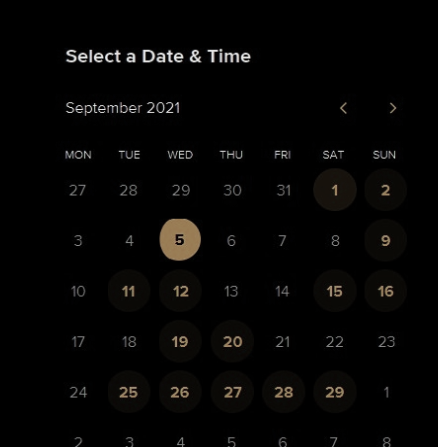 Select a Date & Time
September 2021
MON TUE WED THU FRI SAT SUN
27 28 29 30 31 1 2
3 4 5 6 7 8 9
10 11 12 13 14 15 16
17 18 19 20 21 22 23
24 25 26 27 28 29 1
2 3 4 5 6 7 8